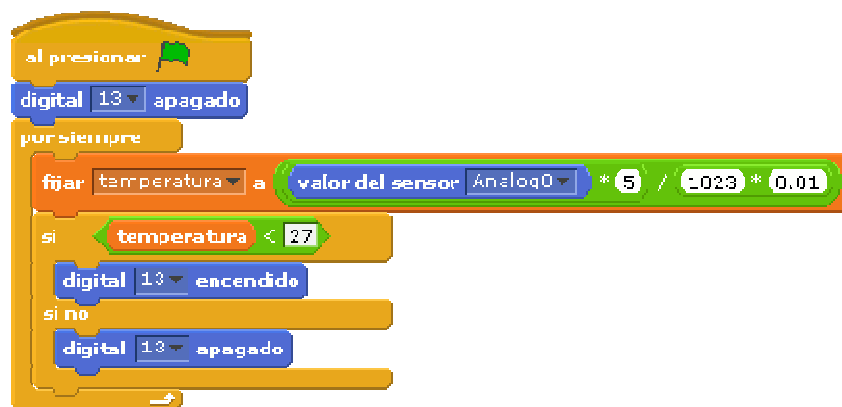 al presionar
digital 13 apagado
por siempre
fijar temperatura a valor del sensor Analog0 * 5 / 1023 * 0.01
si temperatura < 27
digital 13 encendido
si no
digital 13 apagado